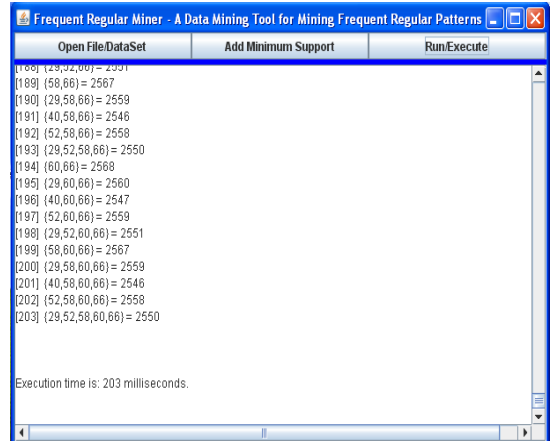 Frequent Regular Miner - A Data Mining Tool for Mining Frequent Regular Patterns
Open File/DataSet Add Minimum Support Run/Execute
[188] {29,52,66} = 2551
[189] {58,66} = 2567
[190] {29,58,66} = 2559
[191] {40,58,66} = 2546
[192] {52,58,66} = 2558
[193] {29,52,58,66} = 2550
[194] {60,66} = 2568
[195] {29,60,66} = 2560
[196] {40,60,66} = 2547
[197] {52,60,66} = 2559
[198] {29,52,60,66} = 2551
[199] {58,60,66} = 2567
[200] {29,58,60,66} = 2559
[201] {40,58,60,66} = 2546
[202] {52,58,60,66} = 2558
[203] {29,52,58,60,66} = 2550
Execution time is: 203 milliseconds.